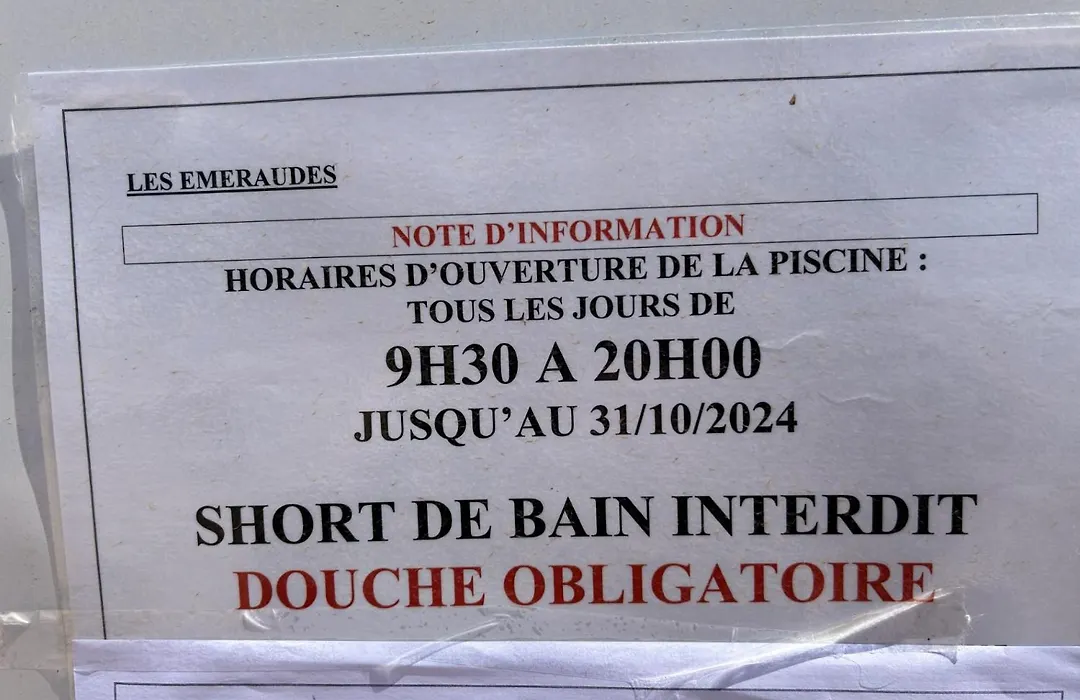 LES EMERAUDES
NOTE D'INFORMATION
HORAIRES D'OUVERTURE DE LA PISCINE :
TOUS LES JOURS DE
9H30 A 20H00
JUSQU'AU 31/10/2024
SHORT DE BAIN INTERDIT
DOUCHE OBLIGATOIRE